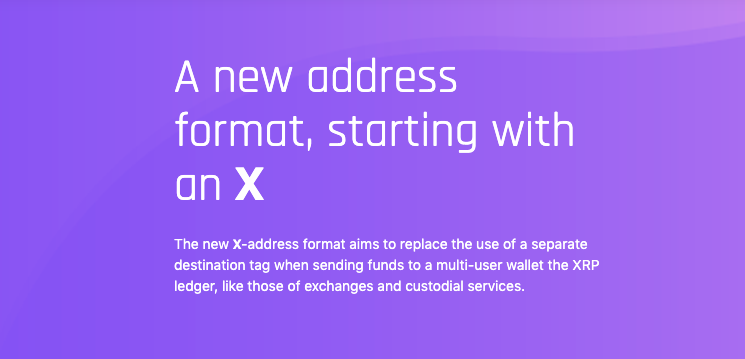 A new address
format, starting with
an X
The new X-address format aims to replace the use of a separate
destination tag when sending funds to a multi-user wallet the XRP
ledger, like those of exchanges and custodial services.